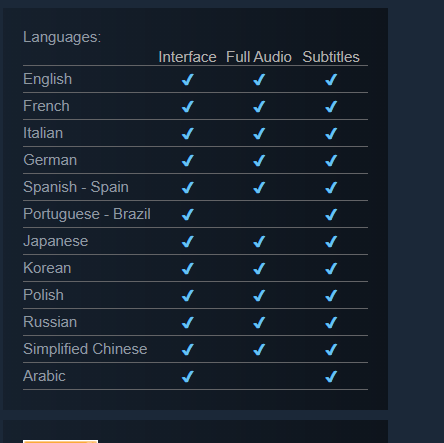 Languages:
Interface Full Audio Subtitles
English ✔ ✔ ✔
French ✔ ✔ ✔
Italian ✔ ✔ ✔
German ✔ ✔ ✔
Spanish - Spain ✔ ✔ ✔
Portuguese - Brazil ✔ ✔
Japanese ✔ ✔ ✔
Korean ✔ ✔ ✔
Polish ✔ ✔ ✔
Russian ✔ ✔ ✔
Simplified Chinese ✔ ✔ ✔
Arabic ✔ ✔